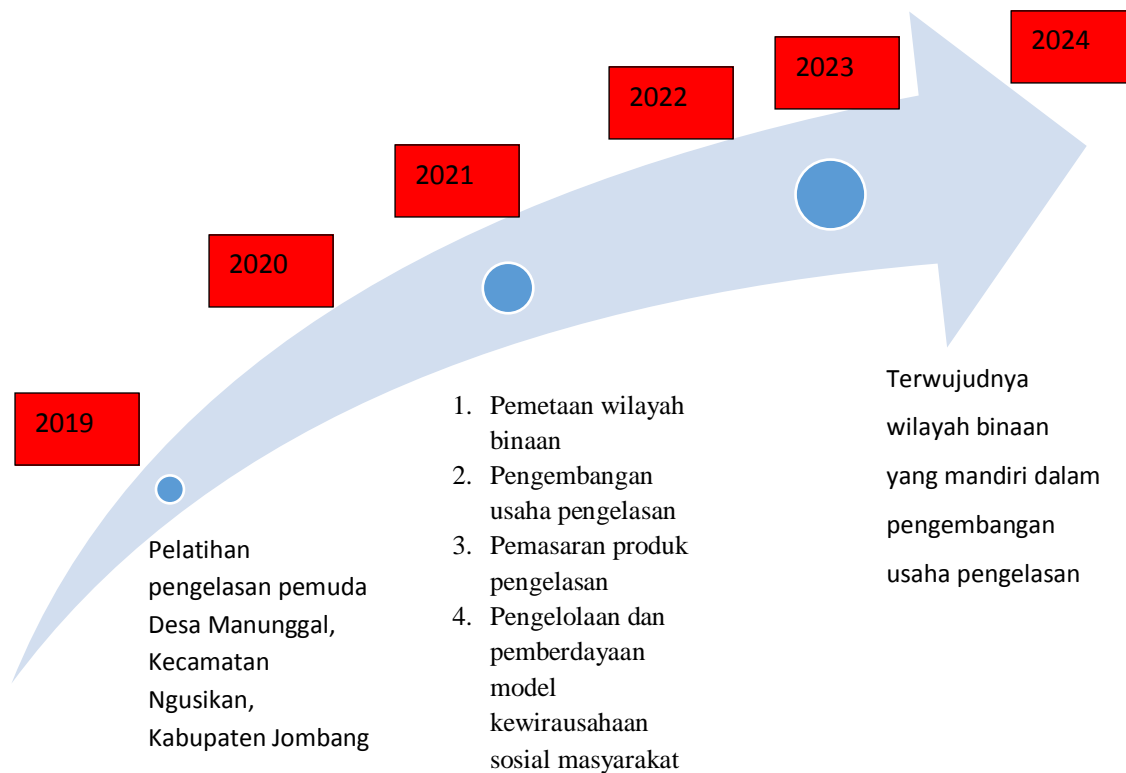 2024
2023
2022
2021
2020
2019
Pelatihan
pengelasan pemuda
Desa Manunggal,
Kecamatan
Ngusikan,
Kabupaten Jombang
1. Pemetaan wilayah
binaan
2. Pengembangan
usaha pengelasan
3. Pemasaran produk
pengelasan
4. Pengelolaan dan
pemberdayaan
model
kewirausahaan
sosial masyarakat
Terwujudnya
wilayah binaan
yang mandiri dalam
pengembangan
usaha pengelasan